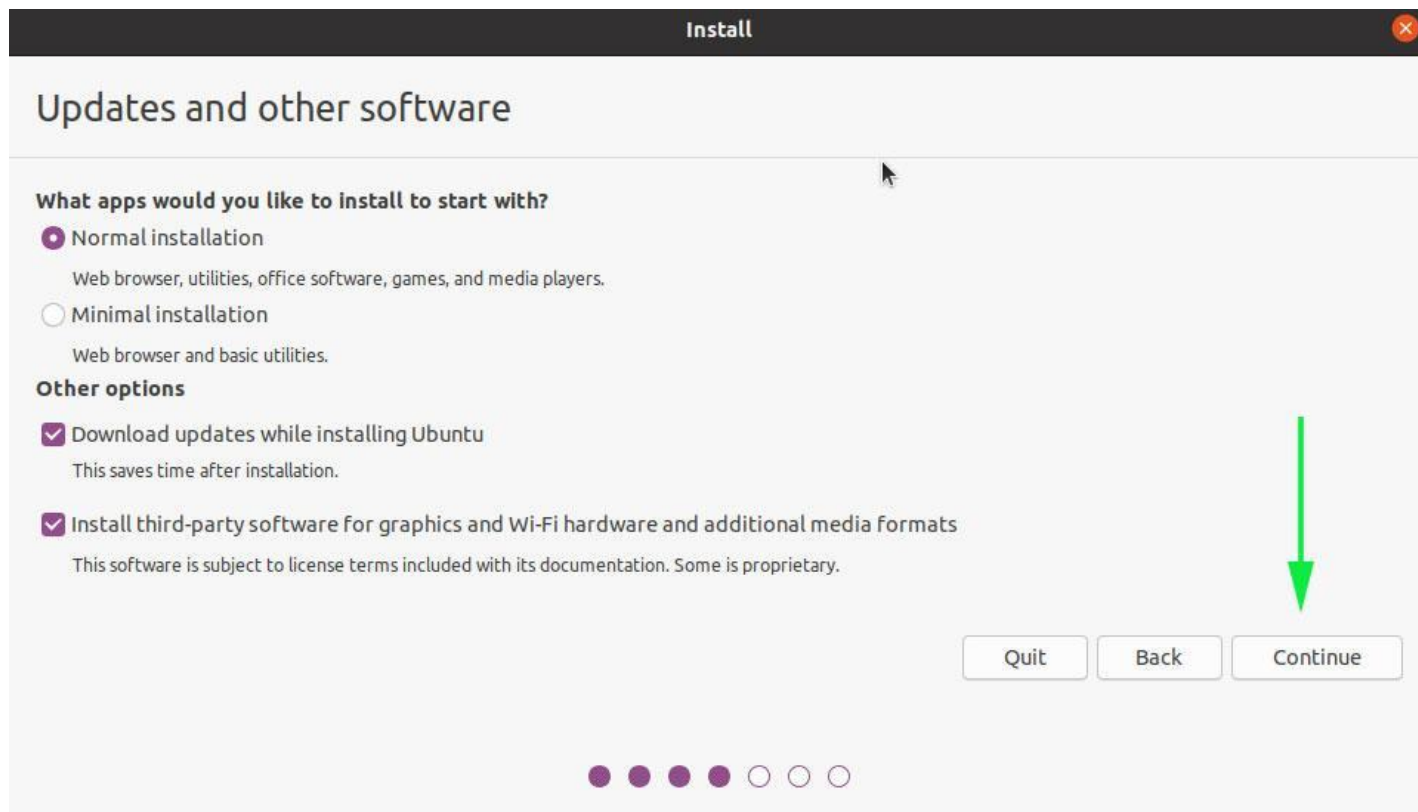 Install
Updates and other software
What apps would you like to install to start with?
Normal installation
Web browser, utilities, office software, games, and media players.
Minimal installation
Web browser and basic utilities.
Other options
Download updates while installing Ubuntu
This saves time after installation.
Install third-party software for graphics and Wi-Fi hardware and additional media formats
This software is subject to license terms included with its documentation. Some is proprietary.
Quit Back Continue